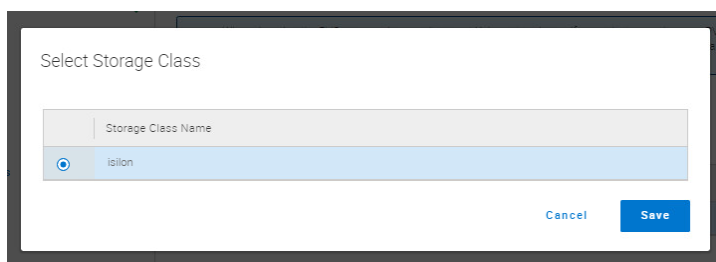 Select Storage Class
Storage Class Name
isilon
Cancel
Save